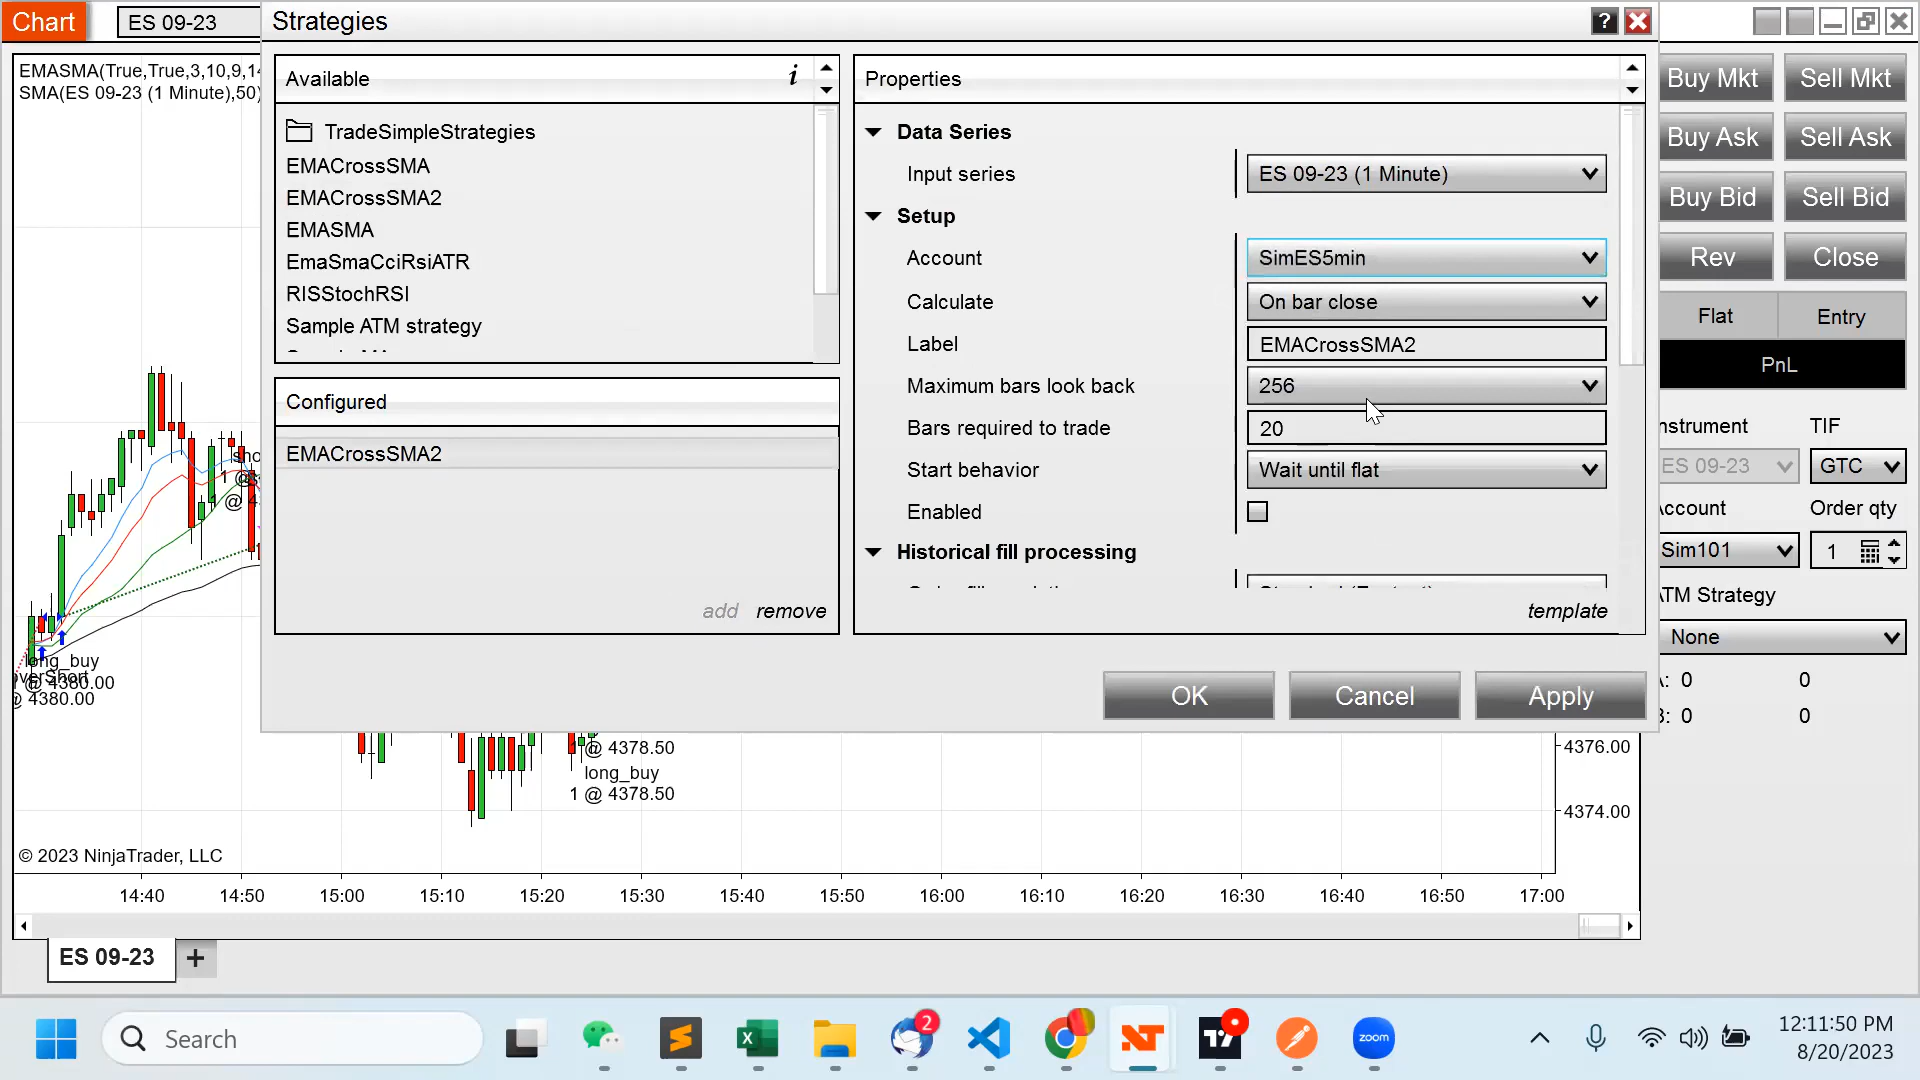 Chart
ES 09-23
Strategies
?
EMASMA(True,True,3,10,9,14
SMA(ES 09-23 (1 Minute),50)
Available
i
TradeSimpleStrategies
EMACrossSMA
EMACrossSMA2
EMASMA
EmaSmaCciRsiATR
RISStochRSI
Sample ATM strategy
Configured
EMACrossSMA2
add remove
Properties
Data Series
Input series
ES 09-23 (1 Minute)
Setup
Account
SimES5min
Calculate
On bar close
Label
EMACrossSMA2
Maximum bars look back
256
Bars required to trade
20
Start behavior
Wait until flat
Enabled
Historical fill processing
template
OK
Cancel
Apply
Buy Mkt
Sell Mkt
Buy Ask
Sell Ask
Buy Bid
Sell Bid
Rev
Close
Flat
Entry
PnL
nstrument
TIF
ES 09-23
GTC
Account
Order qty
Sim101
1
ATM Strategy
None
A: 0
0
B: 0
0
long_buy
@ 4380.00
@ 4380.00
1 @ 4378.50
long_buy
1 @ 4378.50
4376.00
4374.00
© 2023 NinjaTrader, LLC
14:40
14:50
15:00
15:10
15:20
15:30
15:40
15:50
16:00
16:10
16:20
16:30
16:40
16:50
17:00
ES 09-23
+
Search
2
zoom
12:11:50 PM
8/20/2023